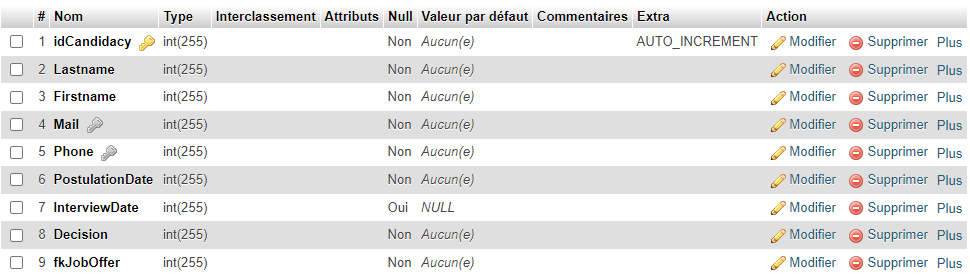 # Nom Type Interclassement Attributs Null Valeur par défaut Commentaires Extra Action
1 idCandidacy int(255) Non Aucun(e) AUTO_INCREMENT Modifier Supprimer Plus
2 Lastname int(255) Non Aucun(e) Modifier Supprimer Plus
3 Firstname int(255) Non Aucun(e) Modifier Supprimer Plus
4 Mail int(255) Non Aucun(e) Modifier Supprimer Plus
5 Phone int(255) Non Aucun(e) Modifier Supprimer Plus
6 PostulationDate int(255) Non Aucun(e) Modifier Supprimer Plus
7 InterviewDate int(255) Oui NULL Modifier Supprimer Plus
8 Decision int(255) Non Aucun(e) Modifier Supprimer Plus
9 fkJobOffer int(255) Non Aucun(e) Modifier Supprimer Plus